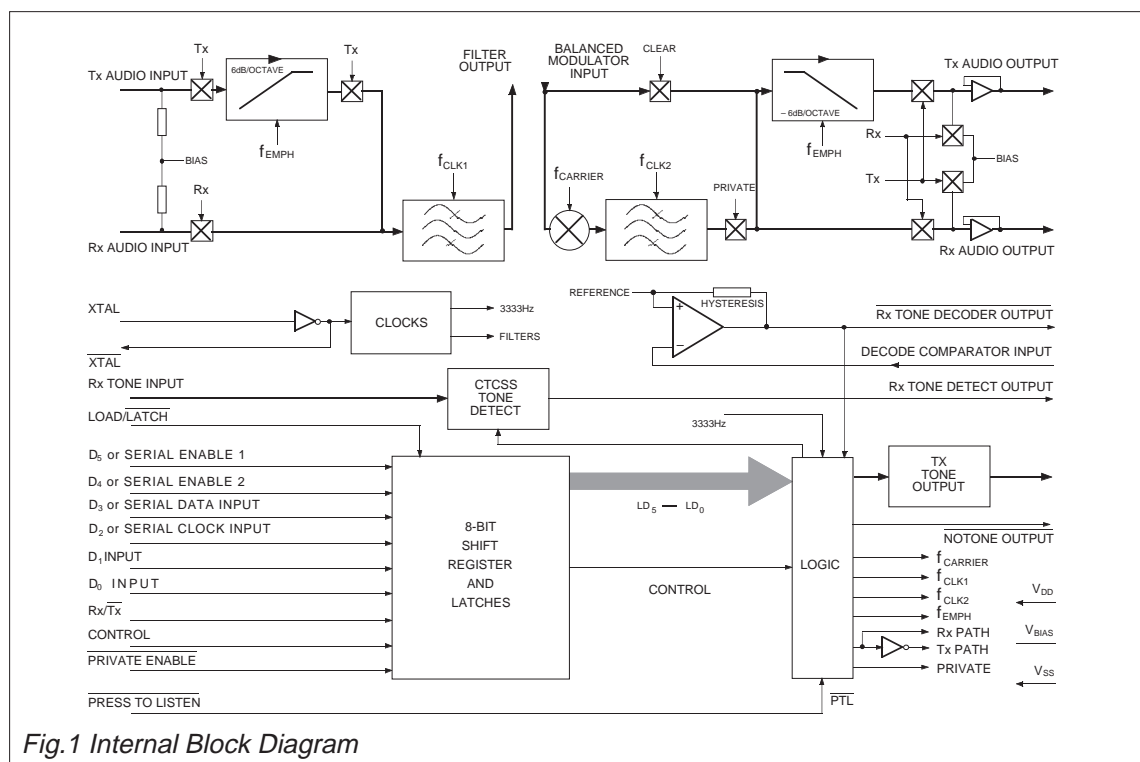 Tx
Tx
FILTER
OUTPUT
BALANCED
MODULATOR
INPUT
CLEAR
Tx AUDIO INPUT
6dB/OCTAVE
Tx AUDIO OUTPUT
– 6dB/OCTAVE
fEMPH
fEMPH
Rx
BIAS
BIAS
fCLK1
fCARRIER
fCLK2
PRIVATE
Tx
Rx
Rx AUDIO INPUT
Rx AUDIO OUTPUT
XTAL
CLOCKS
3333Hz
FILTERS
XTAL
REFERENCE
HYSTERESIS
+
−
Rx TONE DECODER OUTPUT
DECODE COMPARATOR INPUT
Rx TONE INPUT
CTCSS
TONE
DETECT
Rx TONE DETECT OUTPUT
LOAD/LATCH
3333Hz
D5 or SERIAL ENABLE 1
D4 or SERIAL ENABLE 2
D3 or SERIAL DATA INPUT
D2 or SERIAL CLOCK INPUT
D1 INPUT
D0 INPUT
Rx/Tx
CONTROL
PRIVATE ENABLE
PRESS TO LISTEN
8-BIT
SHIFT
REGISTER
AND
LATCHES
LD5 — LD0
CONTROL
LOGIC
TX
TONE
OUTPUT
NOTONE OUTPUT
fCARRIER
fCLK1
fCLK2
fEMPH
Rx PATH
Tx PATH
PRIVATE
VDD
VBIAS
VSS
PTL
Fig.1 Internal Block Diagram